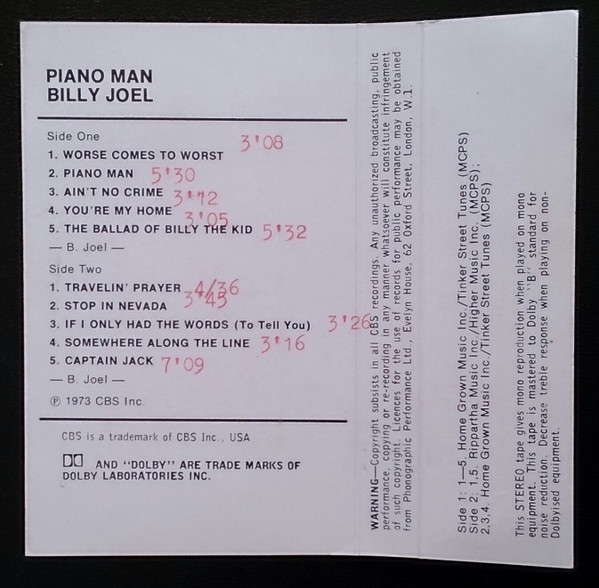 PIANO MAN
BILLY JOEL
Side One
1. WORSE COMES TO WORST 3'08
2. PIANO MAN 5'30
3. AIN'T NO CRIME 3'12
4. YOU'RE MY HOME 3'05
5. THE BALLAD OF BILLY THE KID 5'32
— B. Joel —
Side Two
1. TRAVELIN' PRAYER 4/36
2. STOP IN NEVADA 3'45
3. IF I ONLY HAD THE WORDS (To Tell You) 3'26
4. SOMEWHERE ALONG THE LINE 3'16
5. CAPTAIN JACK 7'09
— B. Joel —
℗ 1973 CBS Inc.
CBS is a trademark of CBS Inc., USA
AND "DOLBY" ARE TRADE MARKS OF
DOLBY LABORATORIES INC.
WARNING—Copyright subsists in all CBS recordings. Any unauthorized broadcasting, public
performance, copying or re-recording in any manner whatsoever will constitute infringement
of such copyright. Licences for the use of records for public performance may be obtained
from Phonographic Performance Ltd., Evelyn House, 62 Oxford Street, London, W.1.
Side 1: 1—5, Home Grown Music Inc./Tinker Street Tunes (MCPS)
Side 2: 1,5, Rippartha Music Inc./Higher Music Inc. (MCPS);
2,3,4, Home Grown Music Inc./Tinker Street Tunes (MCPS)
This STEREO tape gives mono reproduction when played on mono
equipment. This tape is mastered to Dolby "B" standard for
noise reduction. Decrease treble response when playing on non-
Dolbyised equipment.